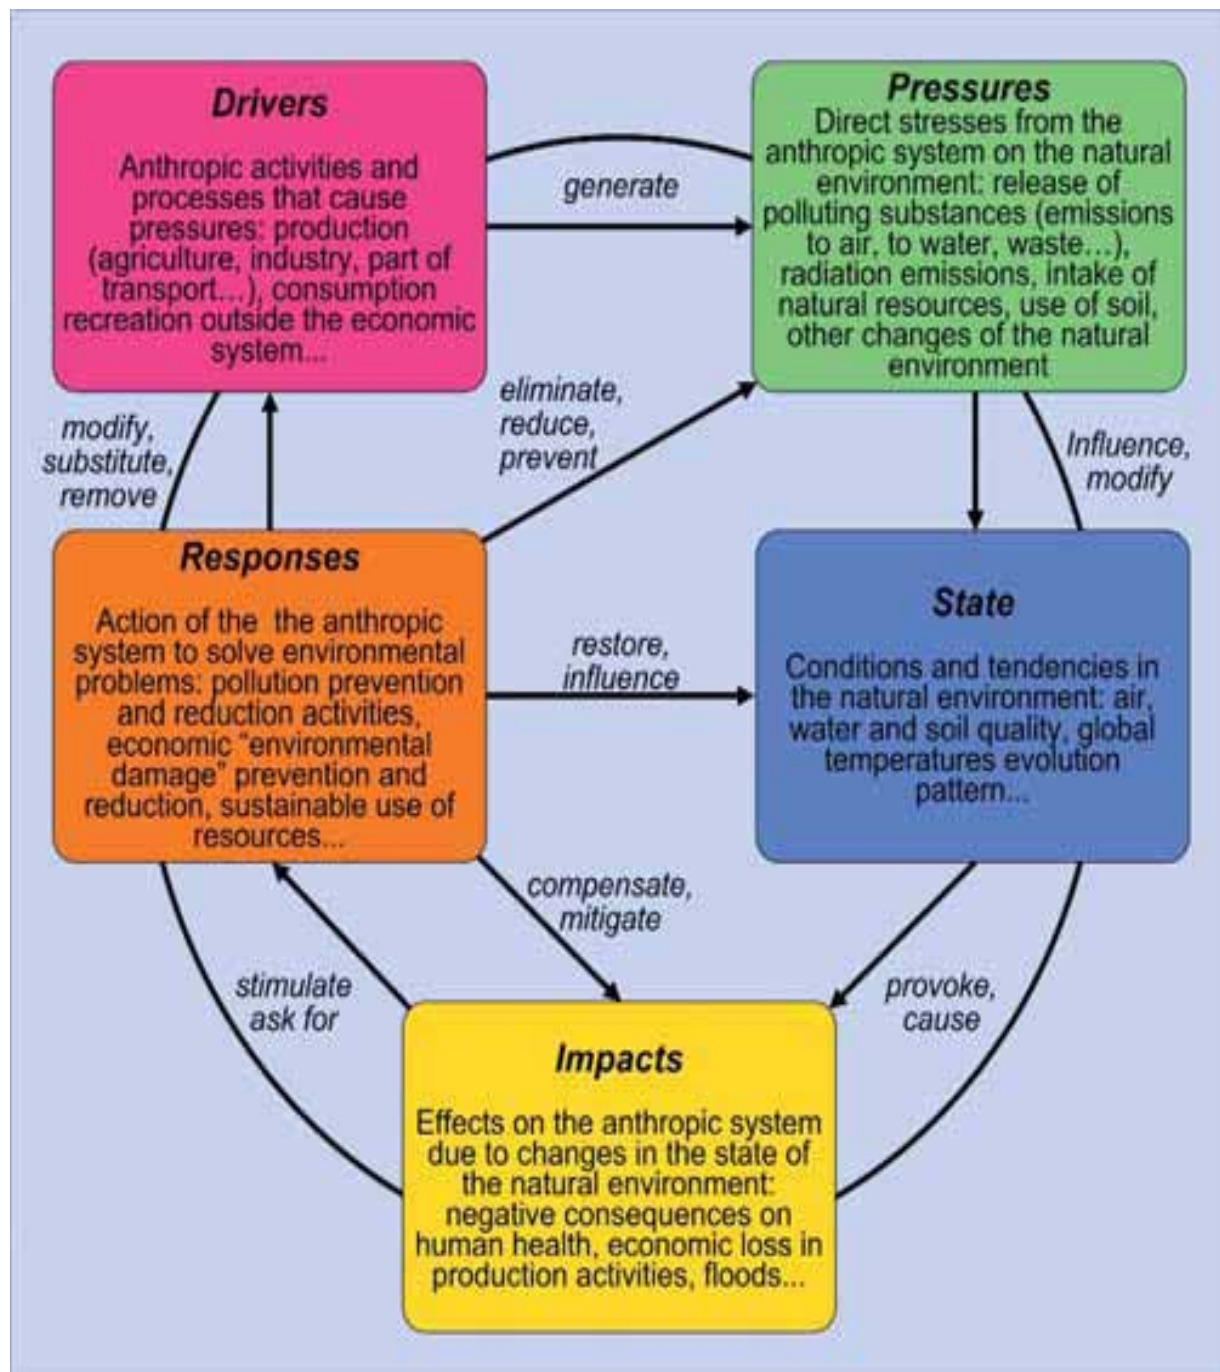 Drivers
Anthropic activities and
processes that cause
pressures: production
(agriculture, industry, part of
transport...), consumption
recreation outside the economic
system...
generate
Pressures
Direct stresses from the
anthropic system on the natural
environment: release of
polluting substances (emissions
to air, to water, waste...),
radiation emissions, intake of
natural resources, use of soil,
other changes of the natural
environment
modify,
substitute,
remove
eliminate,
reduce,
prevent
Influence,
modify
Responses
Action of the the anthropic
system to solve environmental
problems: pollution prevention
and reduction activities,
economic “environmental
damage” prevention and
reduction, sustainable use of
resources...
restore,
influence
State
Conditions and tendencies in
the natural environment: air,
water and soil quality, global
temperatures evolution
pattern...
compensate,
mitigate
stimulate
ask for
provoke,
cause
Impacts
Effects on the anthropic system
due to changes in the state of
the natural environment:
negative consequences on
human health, economic loss in
production activities, floods...